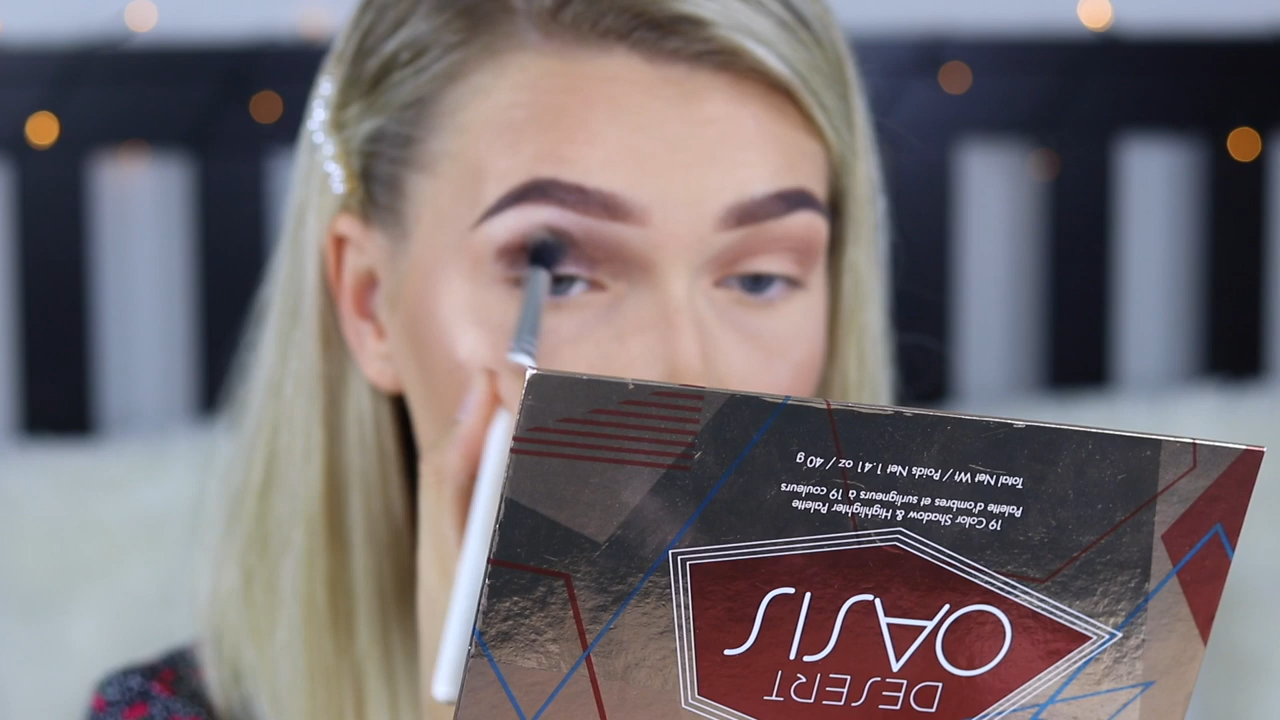 DESERT
OASIS
19 Color Shadow & Highlighter Palette
Palette d'ombres et surligneurs à 19 couleurs
Total Net Wt / Poids Net 1.41 oz / 40 g